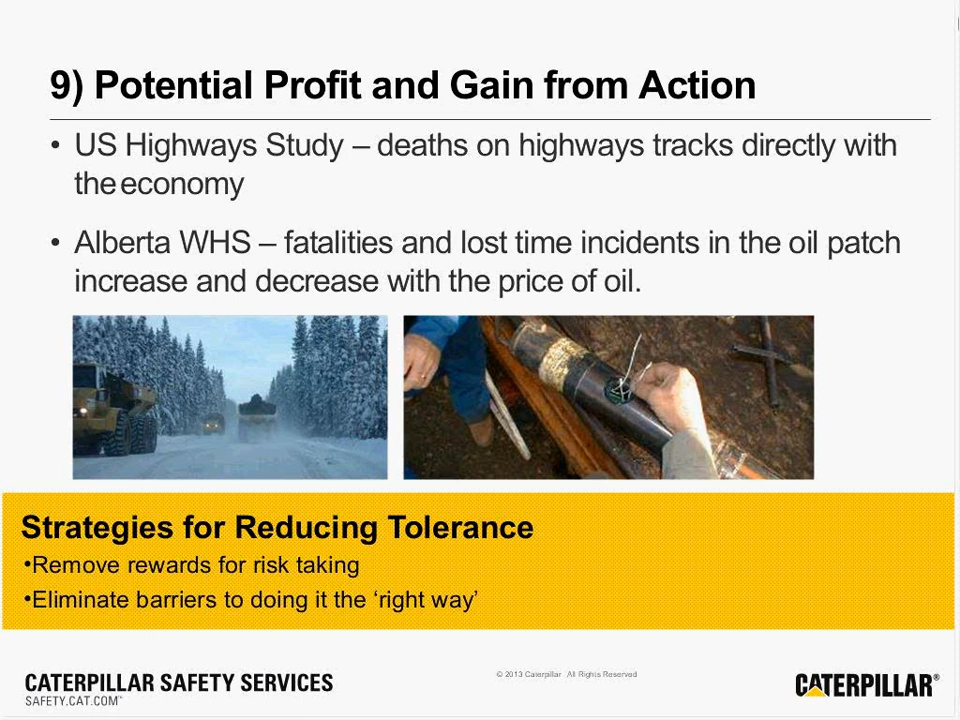 9) Potential Profit and Gain from Action
• US Highways Study – deaths on highways tracks directly with
the economy
• Alberta WHS – fatalities and lost time incidents in the oil patch
increase and decrease with the price of oil.
Strategies for Reducing Tolerance
•Remove rewards for risk taking
•Eliminate barriers to doing it the ‘right way’
© 2013 Caterpillar All Rights Reserved
CATERPILLAR SAFETY SERVICES
SAFETY.CAT.COM™
CATERPILLAR®